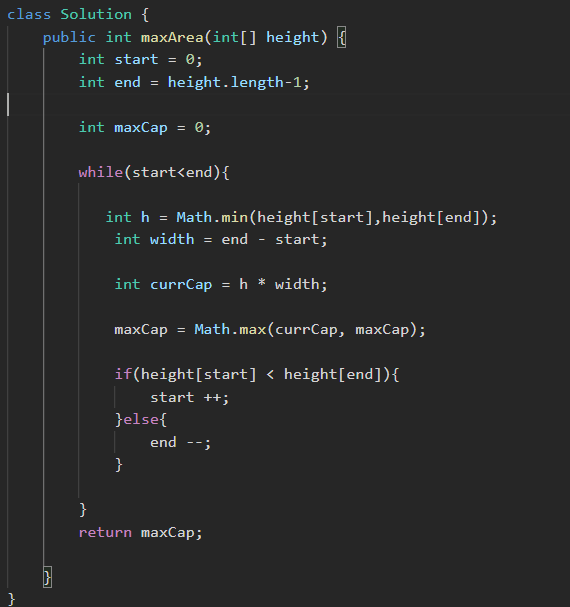 class Solution {
    public int maxArea(int[] height) {
        int start = 0;
        int end = height.length-1;
        int maxCap = 0;
        while(start<end){
           int h = Math.min(height[start],height[end]);
            int width = end - start;
            int currCap = h * width;
            maxCap = Math.max(currCap, maxCap);
            if(height[start] < height[end]){
                start ++;
            }else{
                end --;
            }
        }
        return maxCap;
    }
}